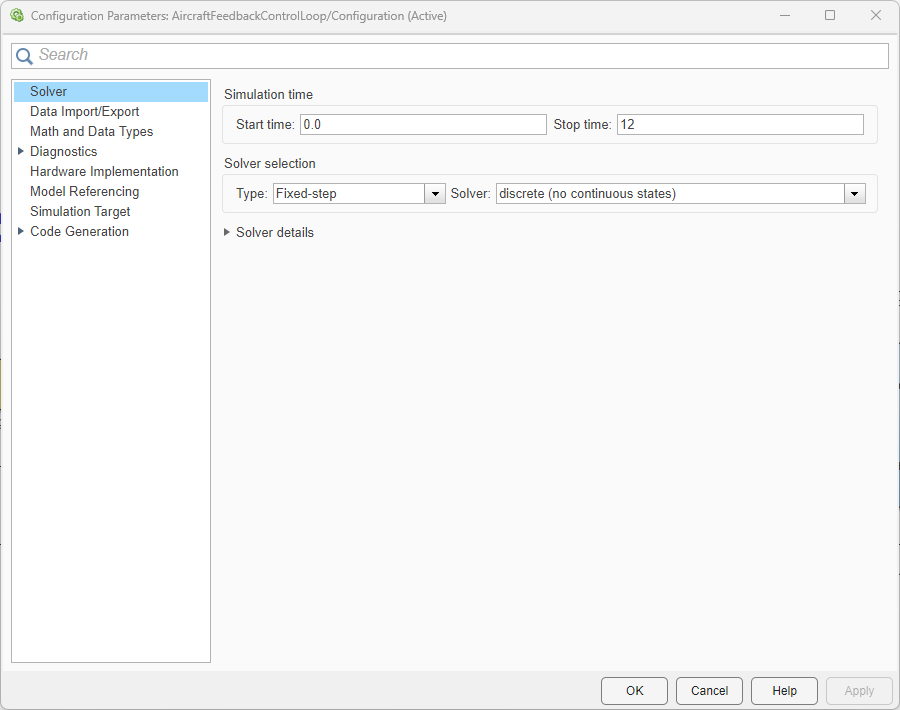 Configuration Parameters: AircraftFeedbackControlLoop/Configuration (Active)
Search
Solver
Data Import/Export
Math and Data Types
Diagnostics
Hardware Implementation
Model Referencing
Simulation Target
Code Generation
Simulation time
Start time: 0.0 Stop time: 12
Solver selection
Type: Fixed-step Solver: discrete (no continuous states)
Solver details
OK Cancel Help Apply